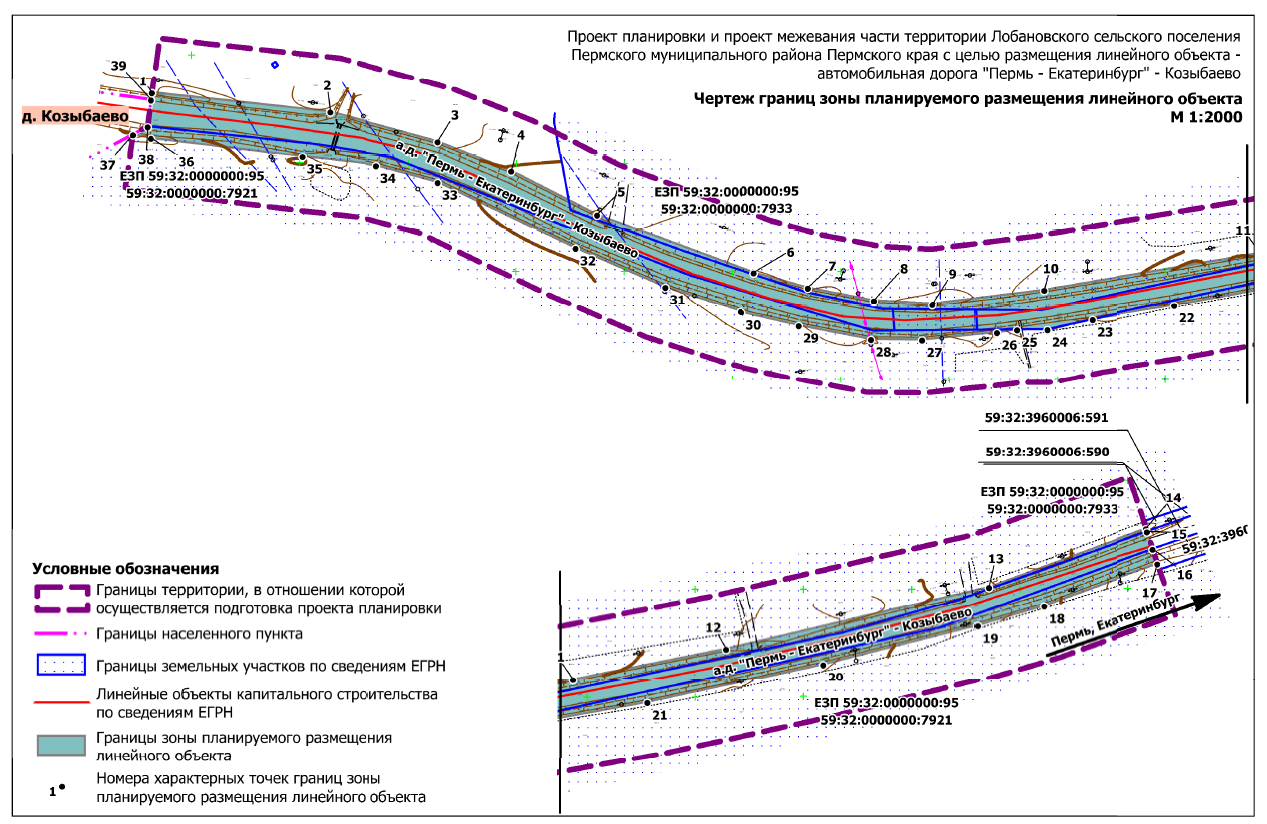 Проект планировки и проект межевания части территории Лобановского сельского поселения
Пермского муниципального района Пермского края с целью размещения линейного объекта -
автомобильная дорога "Пермь - Екатеринбург" - Козыбаево
Чертеж границ зоны планируемого размещения линейного объекта
М 1:2000
39
1
2
3
4
5
6
7
8
9
10
11
д. Козыбаево
37
38
36
35
34
33
32
31
30
29
28
27
26
25
24
23
22
ЕЗП 59:32:0000000:95
59:32:0000000:7921
а.д. "Пермь - Екатеринбург" - Козыбаево
ЕЗП 59:32:0000000:95
59:32:0000000:7933
59:32:3960006:591
59:32:3960006:590
ЕЗП 59:32:0000000:95
59:32:0000000:7933
14
15
59:32:396
16
17
13
12
18
19
20
21
1
Пермь, Екатеринбург
а.д. "Пермь - Екатеринбург" - Козыбаево
ЕЗП 59:32:0000000:95
59:32:0000000:7921
Условные обозначения
Границы территории, в отношении которой
осуществляется подготовка проекта планировки
Границы населенного пункта
Границы земельных участков по сведениям ЕГРН
Линейные объекты капитального строительства
по сведениям ЕГРН
Границы зоны планируемого размещения
линейного объекта
1
Номера характерных точек границ зоны
планируемого размещения линейного объекта